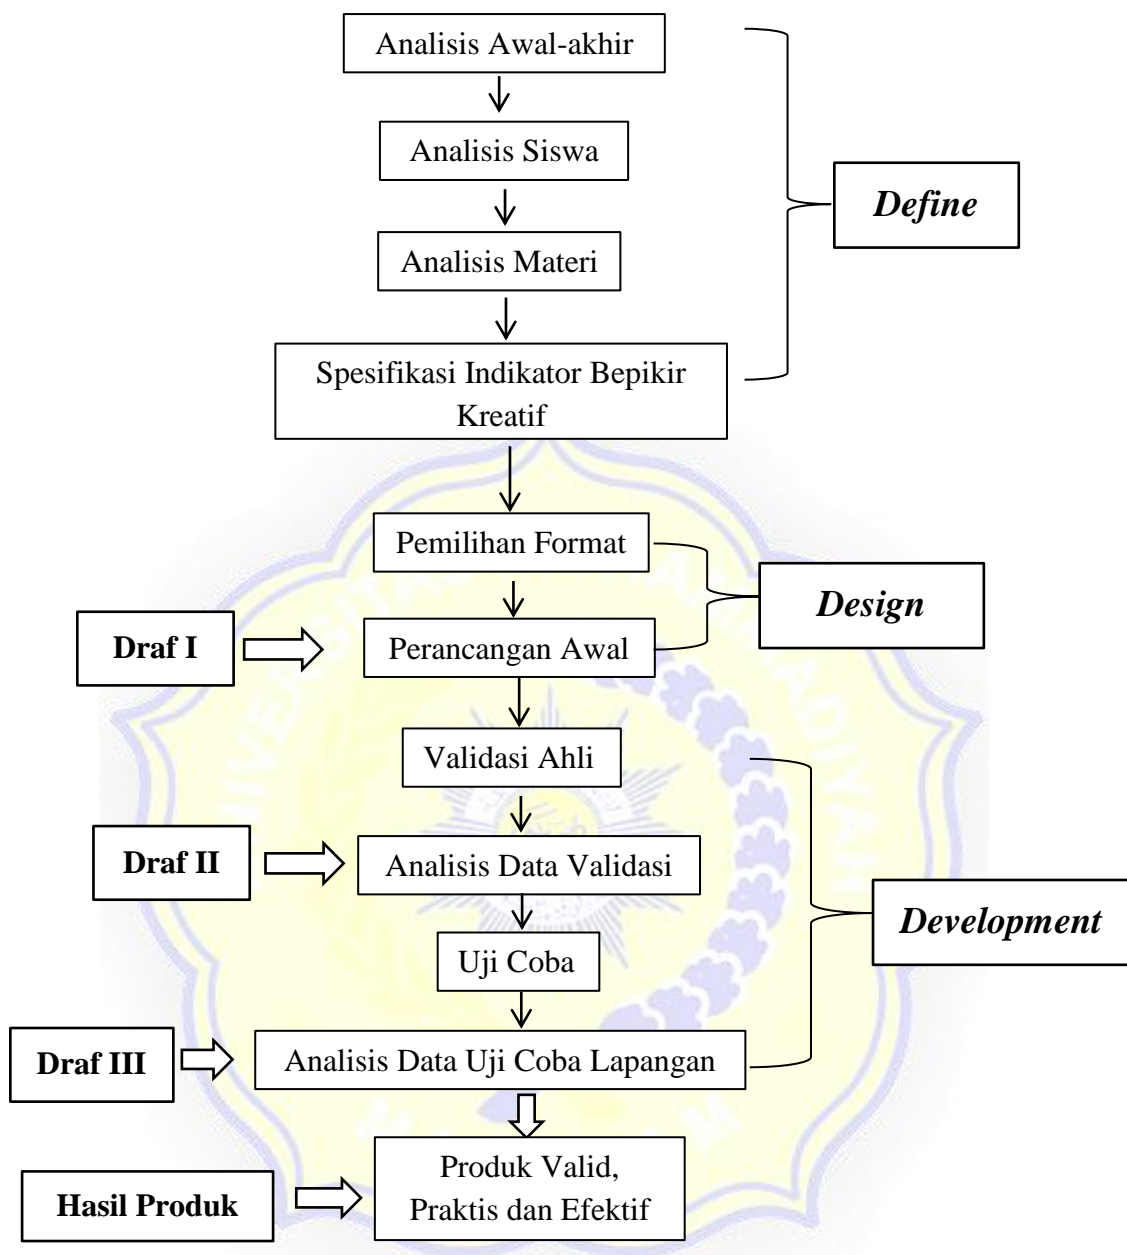 Analisis Awal-akhir
Analisis Siswa
Define
Analisis Materi
Spesifikasi Indikator Bepikir
Kreatif
Pemilihan Format
Design
Draf I
Perancangan Awal
Validasi Ahli
Draf II
Analisis Data Validasi
Development
Uji Coba
Draf III
Analisis Data Uji Coba Lapangan
Hasil Produk
Produk Valid,
Praktis dan Efektif